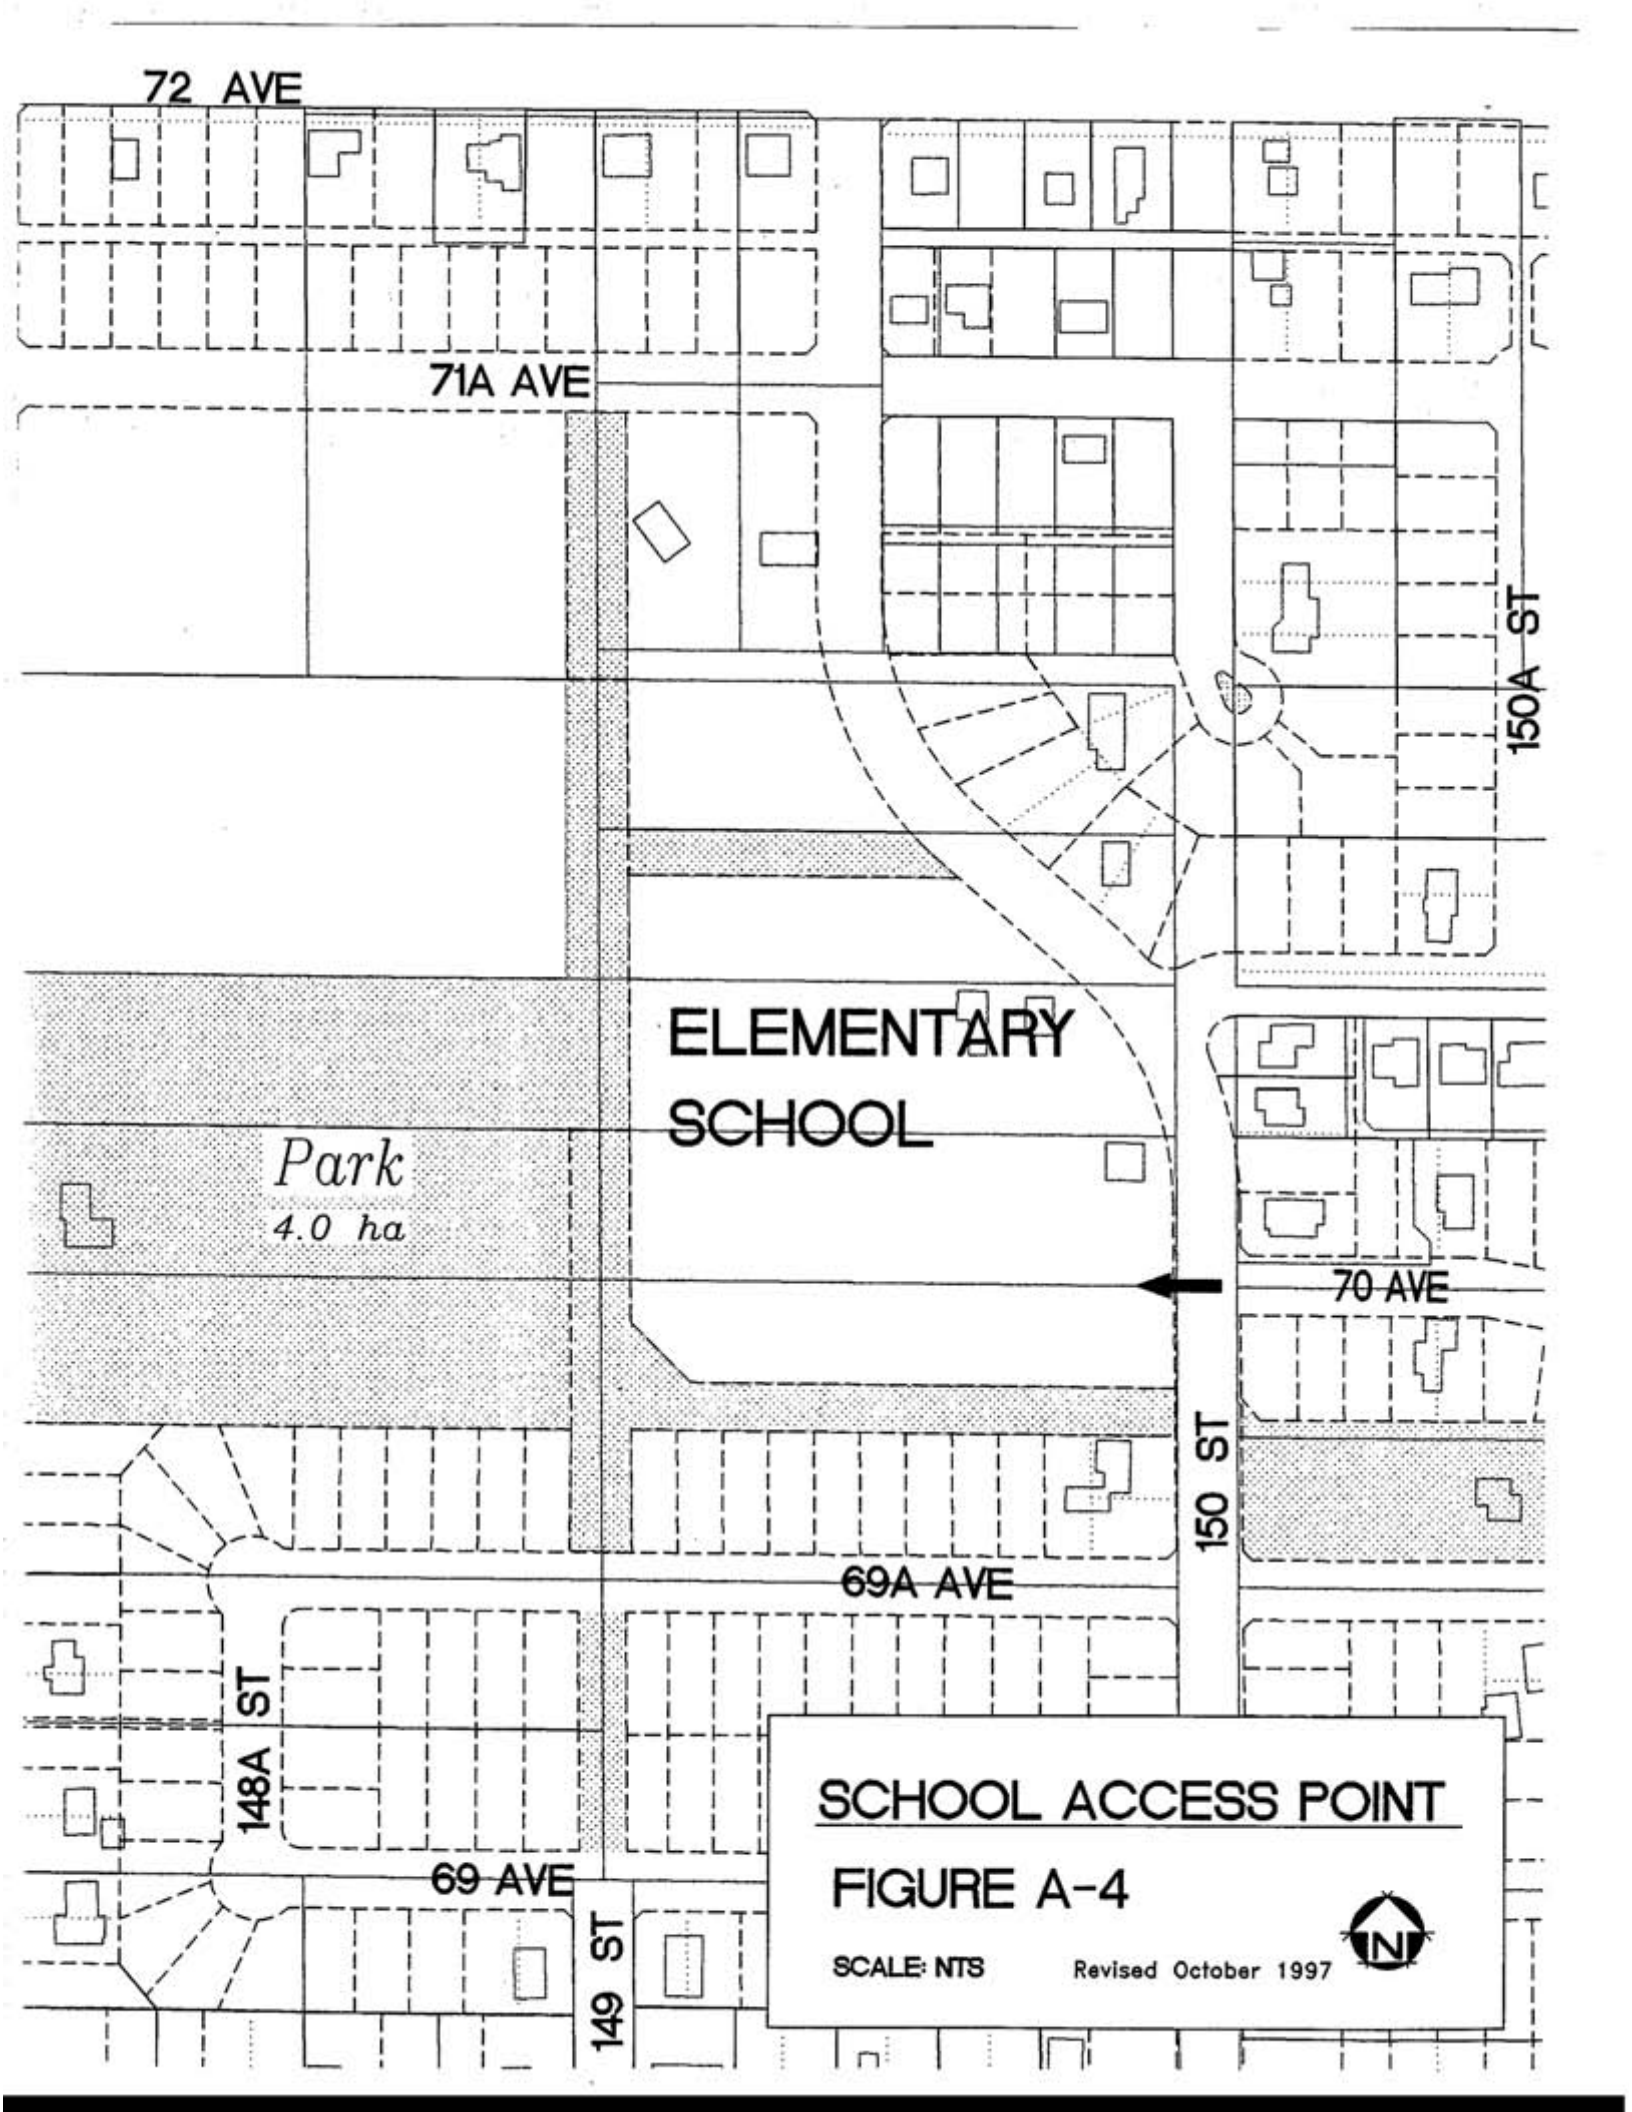 72 AVE
71A AVE
150A ST
ELEMENTARY
SCHOOL
Park
4.0 ha
70 AVE
150 ST
69A AVE
148A ST
69 AVE
149 ST
SCHOOL ACCESS POINT
FIGURE A-4
SCALE: NTS
Revised October 1997
N